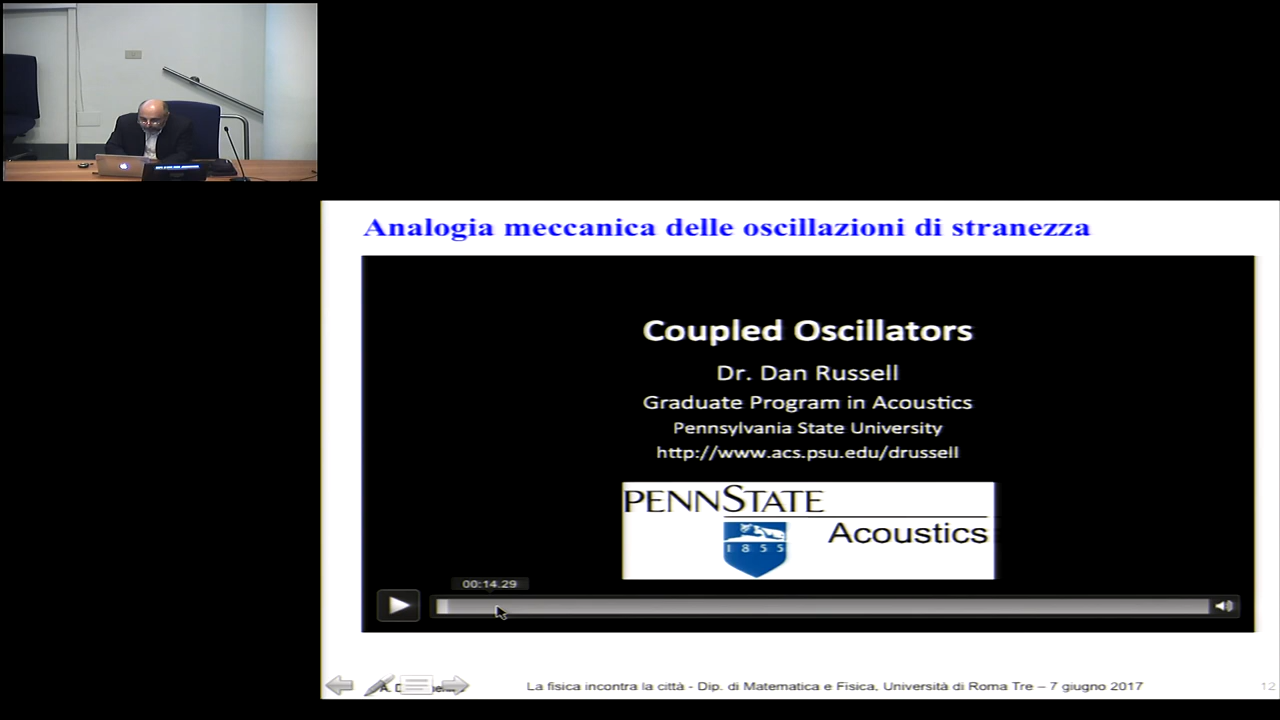 Analogia meccanica delle oscillazioni di stranezza
Coupled Oscillators
Dr. Dan Russell
Graduate Program in Acoustics
Pennsylvania State University
http://www.acs.psu.edu/drussell
PENNSTATE
Acoustics
1855
00:14.29
A. D
La fisica incontra la città - Dip. di Matematica e Fisica, Università di Roma Tre – 7 giugno 2017
12